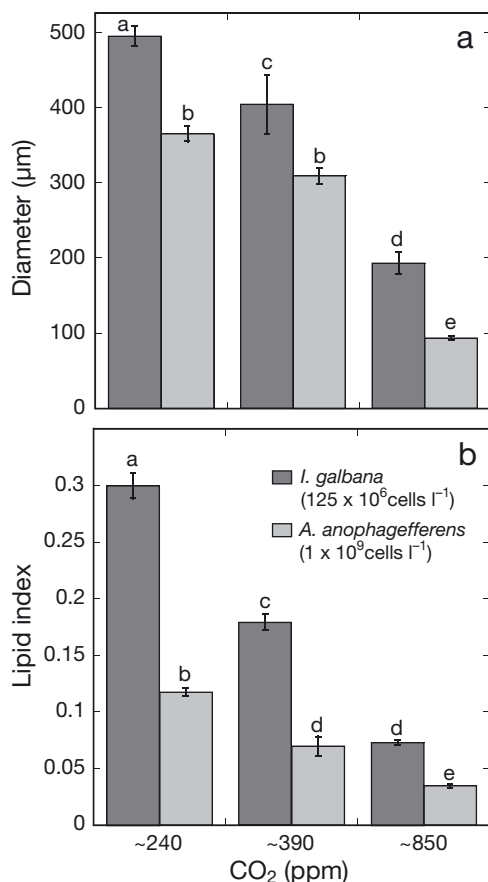 a
500
400
300
200
100
0
Diameter (µm)
a
b
c
b
d
e
b
0.3
0.25
0.2
0.15
0.1
0.05
0
Lipid index
a
b
c
d
d
e
I. galbana
(125 x 10⁶cells l⁻¹)
A. anophagefferens
(1 x 10⁹cells l⁻¹)
~240
~390
~850
CO₂ (ppm)